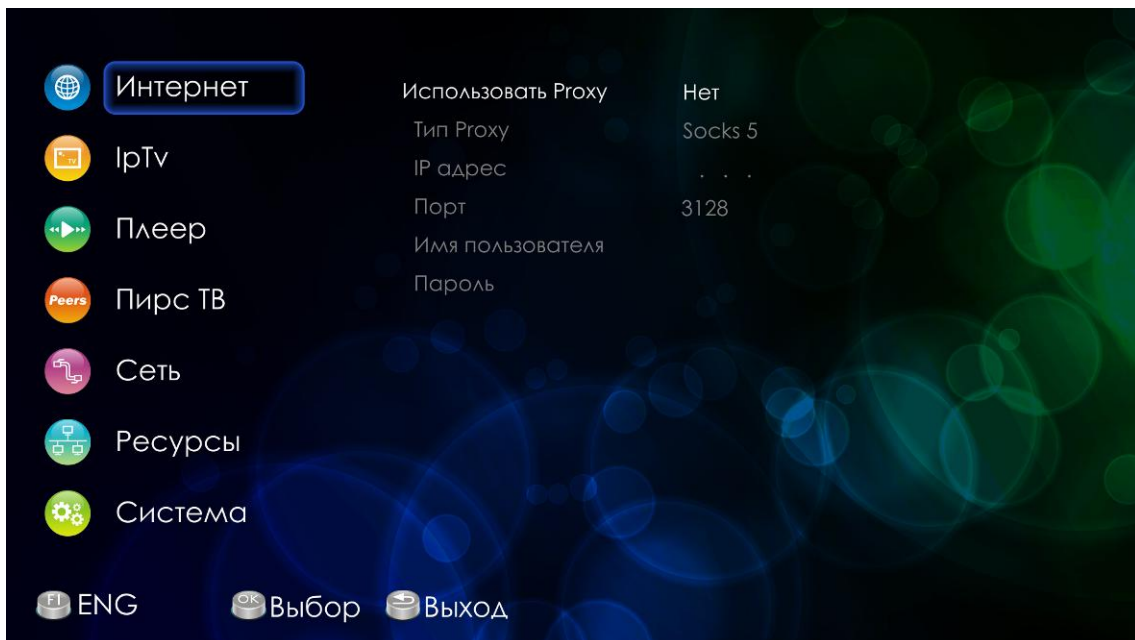 Интернет
IpTv
TV
Плеер
Peers
Пирс ТВ
Сеть
Ресурсы
Система
Использовать Proxy Нет
Тип Proxy Socks 5
IP адрес . . .
Порт 3128
Имя пользователя
Пароль
F1 ENG OK Выбор Выход